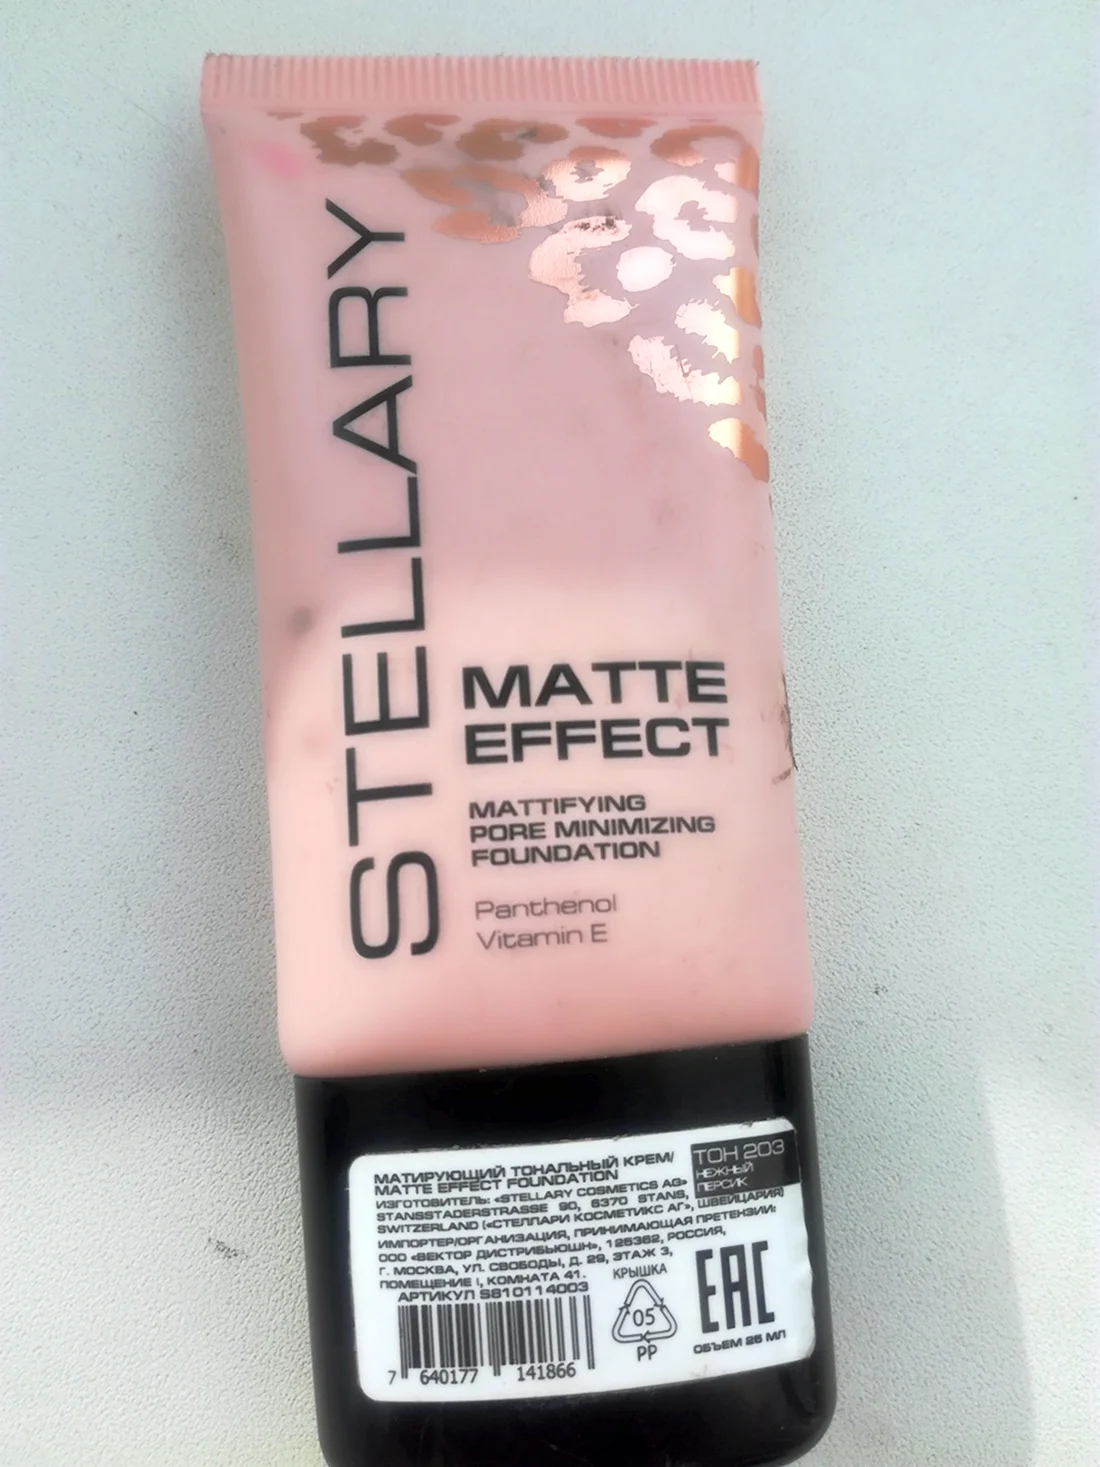 STELLARY
MATTE
EFFECT
MATTIFYING
PORE MINIMIZING
FOUNDATION
Panthenol
Vitamin E
МАТИРУЮЩИЙ ТОНАЛЬНЫЙ КРЕМ/
MATTE EFFECT FOUNDATION
ТОН 203
НЕЖНЫЙ
ПЕРСИК
ИЗГОТОВИТЕЛЬ: «STELLARY COSMETICS AG»
STANSSTADERSTRASSE 90, 6370 STANS,
SWITZERLAND («СТЕЛЛАРИ КОСМЕТИКС АГ», ШВЕЙЦАРИЯ)
ИМПОРТЕР/ОРГАНИЗАЦИЯ, ПРИНИМАЮЩАЯ ПРЕТЕНЗИИ:
ООО «ВЕКТОР ДИСТРИБЬЮШН», 125362, РОССИЯ,
Г. МОСКВА, УЛ. СВОБОДЫ, Д. 29, ЭТАЖ 3,
ПОМЕЩЕНИЕ I, КОМНАТА 41.
АРТИКУЛ S810114003
7 640177 141866
КРЫШКА
05
PP
EAC
ОБЪЕМ 25 МЛ